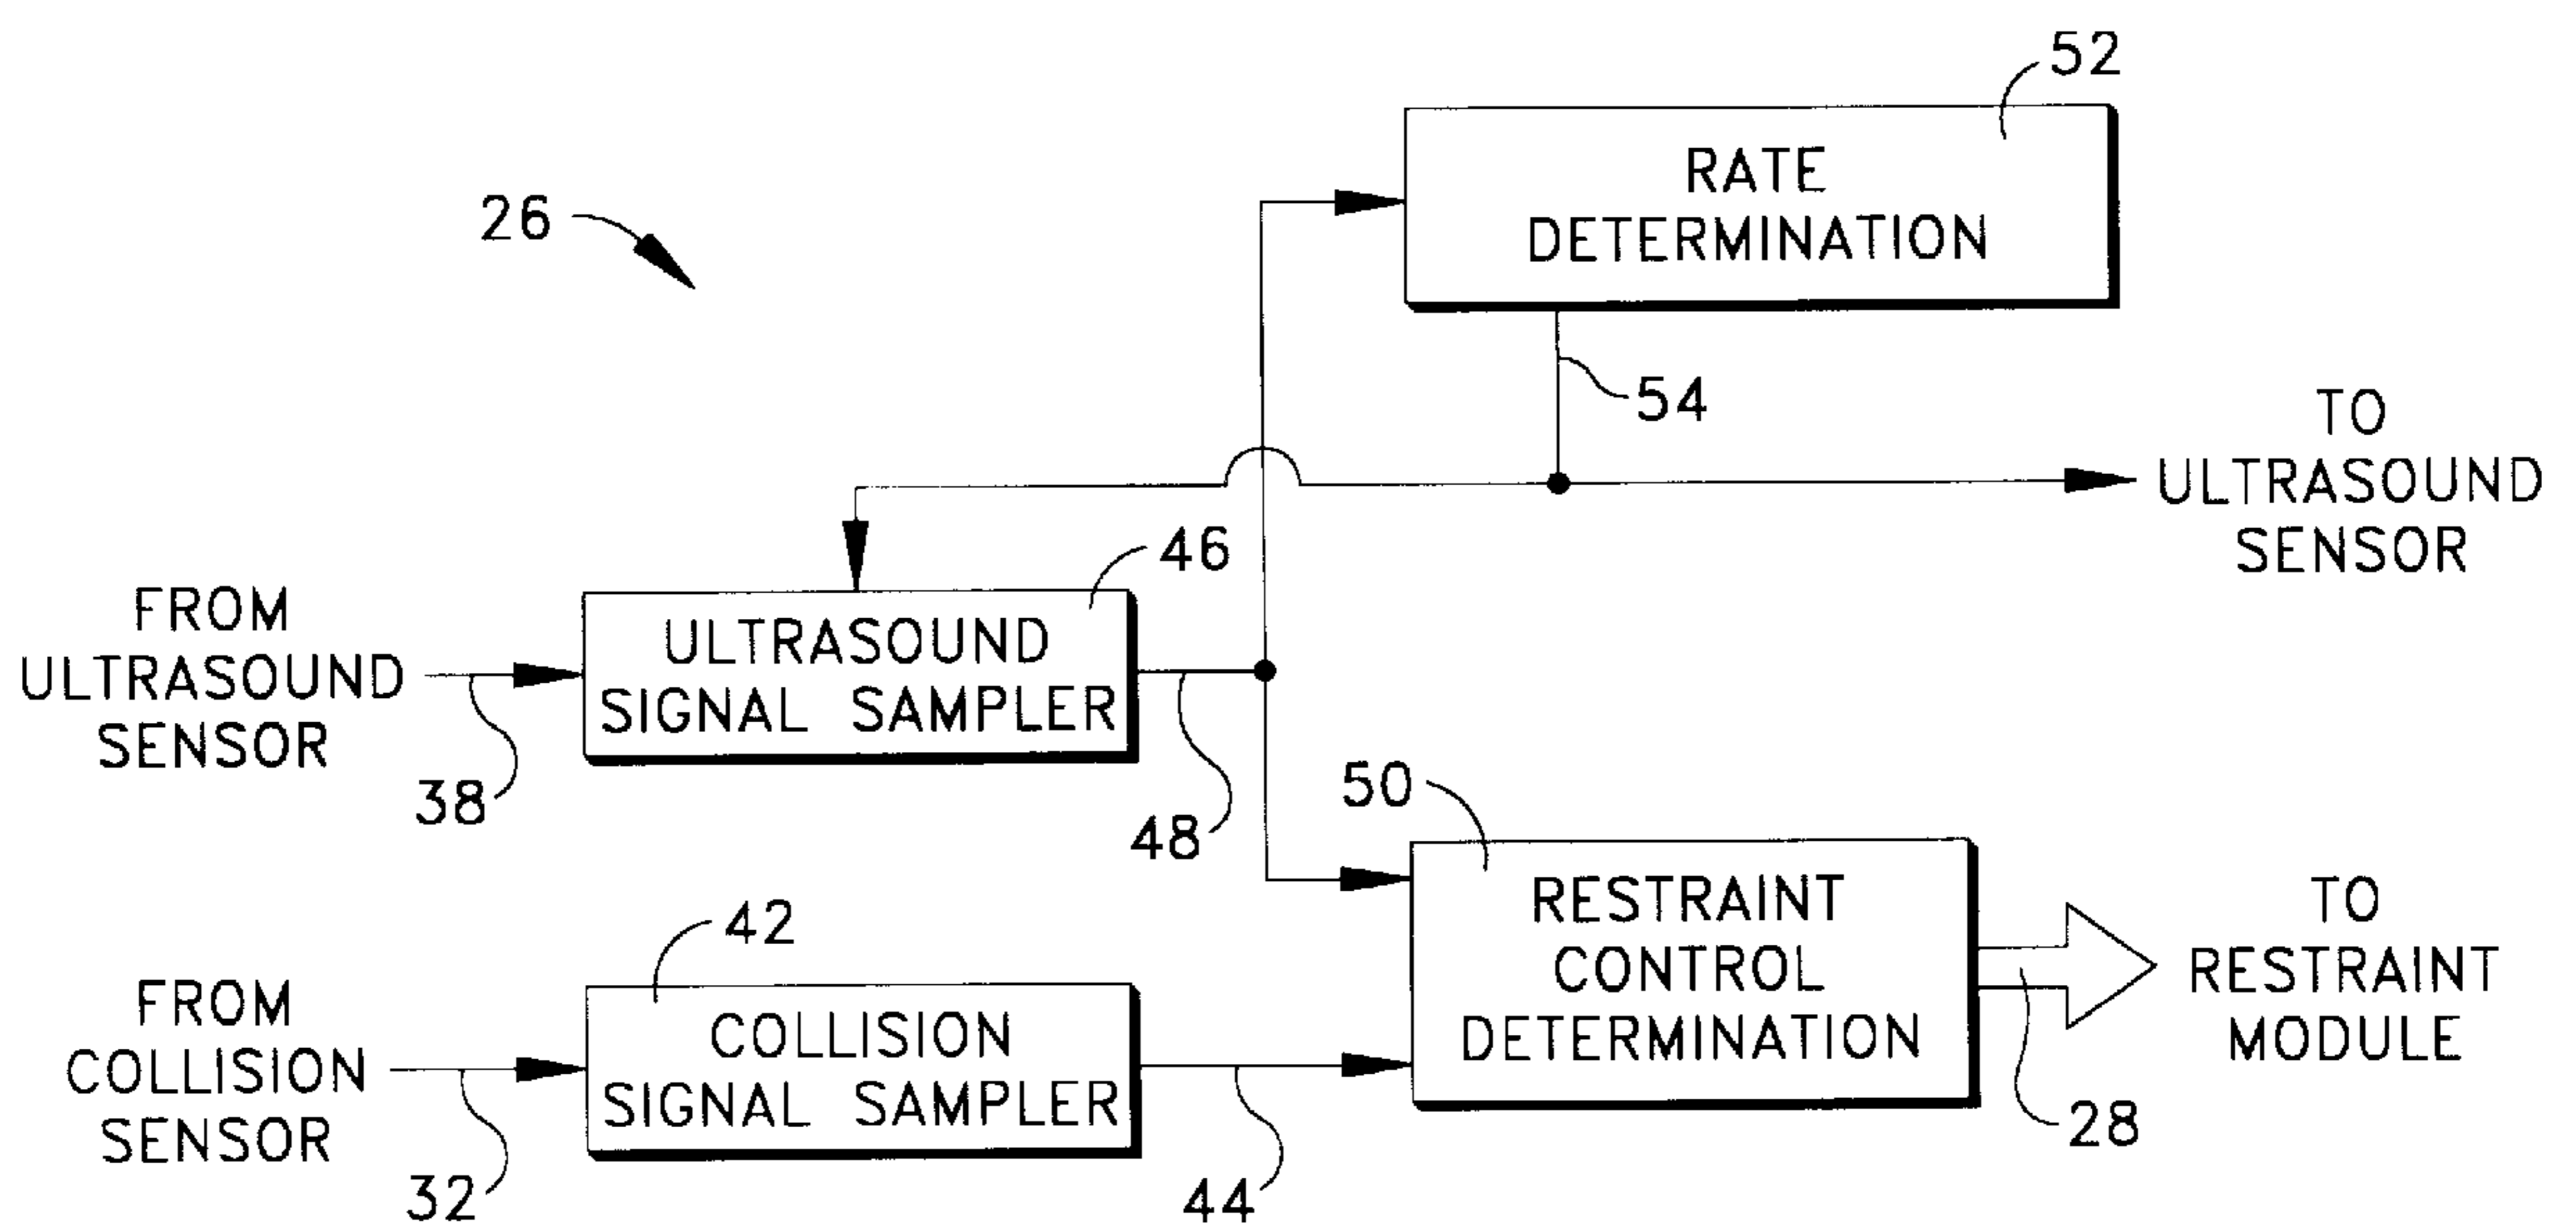 52
RATE
DETERMINATION
26
54
TO
ULTRASOUND
SENSOR
46
FROM
ULTRASOUND
SENSOR
ULTRASOUND
SIGNAL SAMPLER
38
48
50
RESTRAINT
CONTROL
DETERMINATION
TO
RESTRAINT
MODULE
28
42
FROM
COLLISION
SENSOR
COLLISION
SIGNAL SAMPLER
32
44